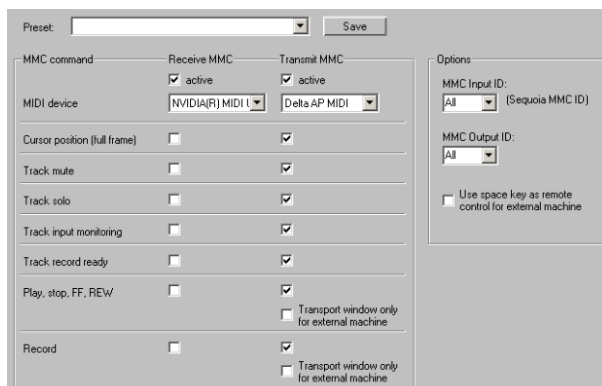 Preset: Save
MMC command Receive MMC Transmit MMC Options
active active
MMC Input ID:
MIDI device NVIDIA(R) MIDI U Delta AP MIDI All (Sequoia MMC ID)
Cursor position (full frame)
MMC Output ID:
All
Track mute
Track solo
Use space key as remote
control for external machine
Track input monitoring
Track record ready
Play, stop, FF, REW
Transport window only
for external machine
Record
Transport window only
for external machine